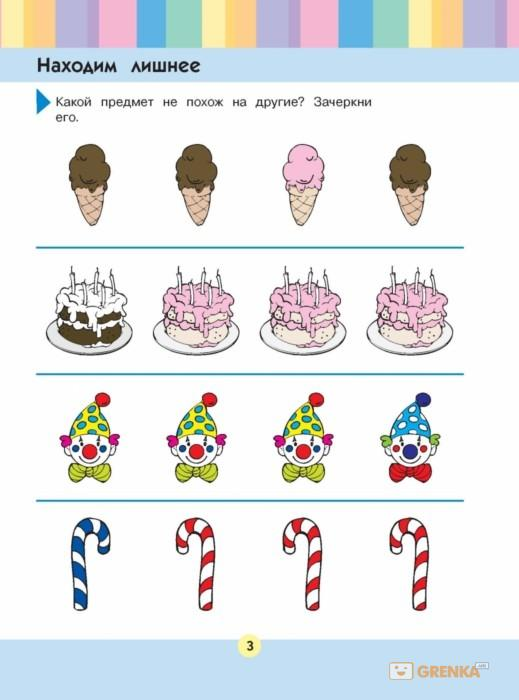 Находим лишнее
Какой предмет не похож на другие? Зачеркни
его.
3
GRENKA